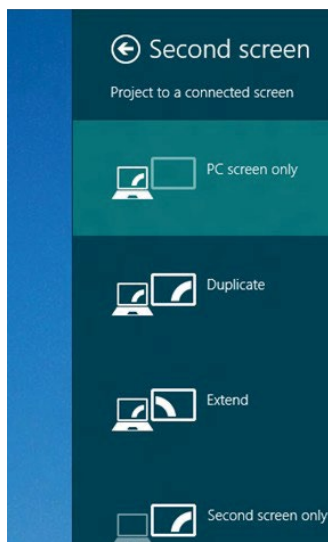 Second screen
Project to a connected screen
PC screen only
Duplicate
Extend
Second screen only